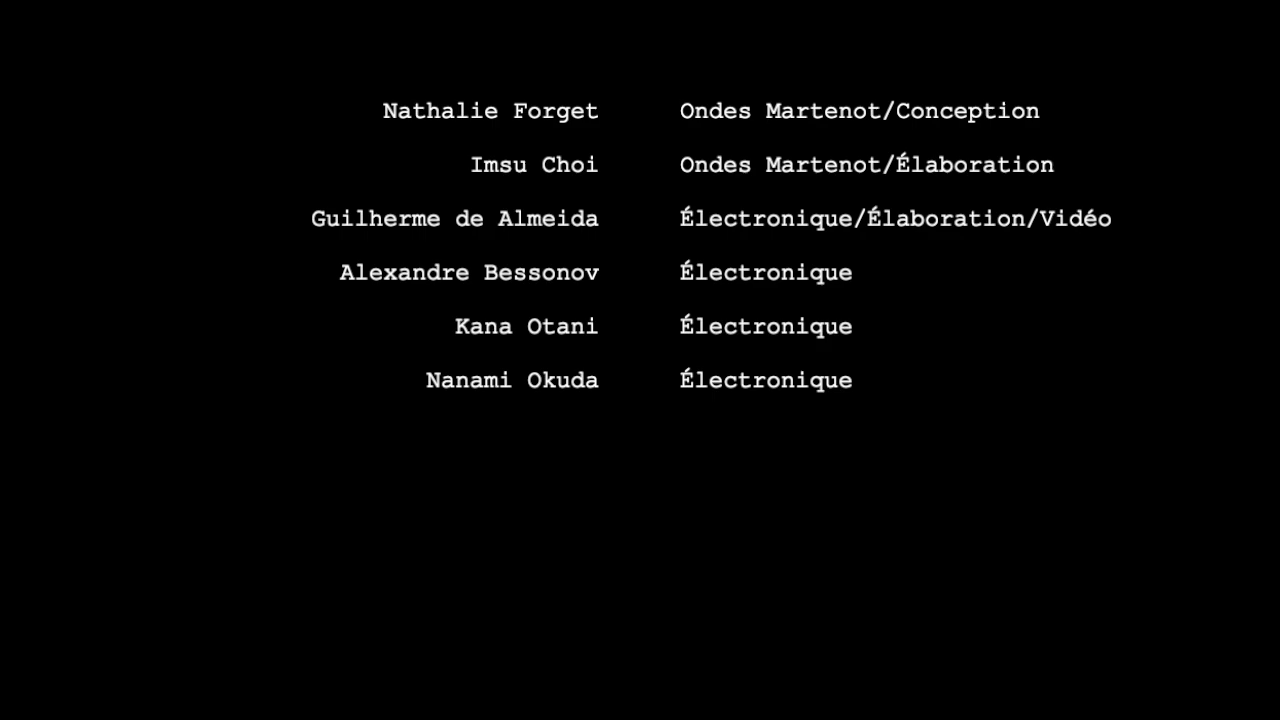 Nathalie Forget Ondes Martenot/Conception
Imsu Choi Ondes Martenot/Élaboration
Guilherme de Almeida Électronique/Élaboration/Vidéo
Alexandre Bessonov Électronique
Kana Otani Électronique
Nanami Okuda Électronique